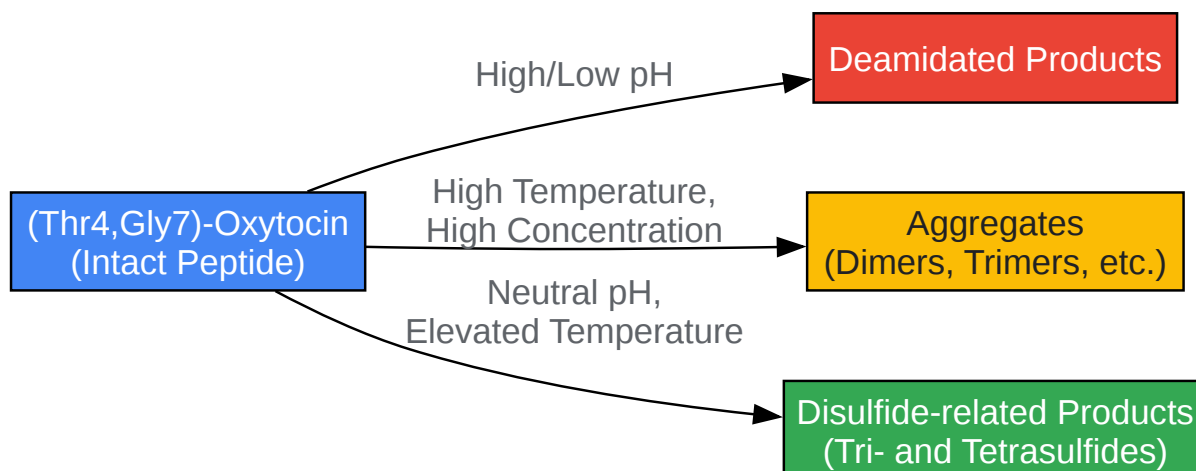 High/Low pH
Deamidated Products
(Thr4,Gly7)-Oxytocin
(Intact Peptide)
High Temperature,
High Concentration
Aggregates
(Dimers, Trimers, etc.)
Neutral pH,
Elevated Temperature
Disulfide-related Products
(Tri- and Tetrasulfides)